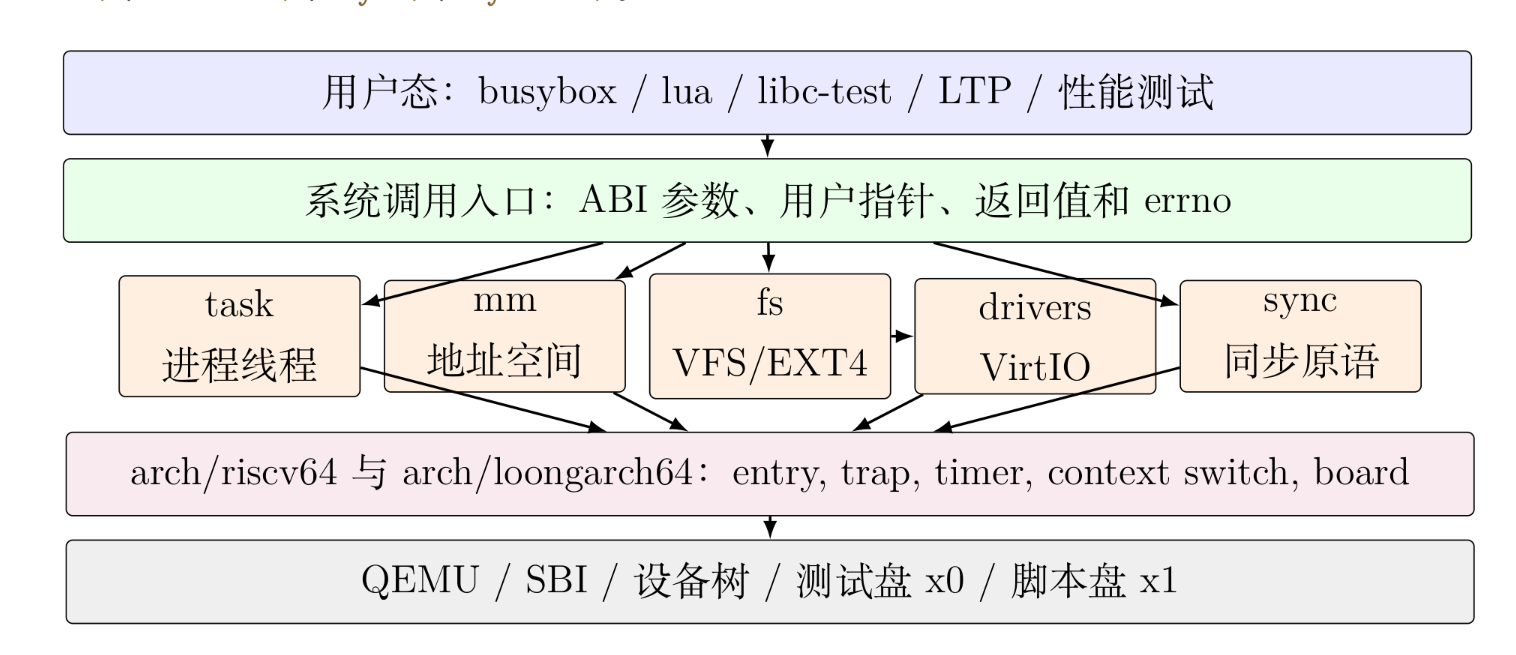 用户态：busybox / lua / libc-test / LTP / 性能测试
系统调用入口：ABI 参数、用户指针、返回值和 errno
task
进程线程
mm
地址空间
fs
VFS/EXT4
drivers
VirtIO
sync
同步原语
arch/riscv64 与 arch/loongarch64：entry, trap, timer, context switch, board
QEMU / SBI / 设备树 / 测试盘 x0 / 脚本盘 x1